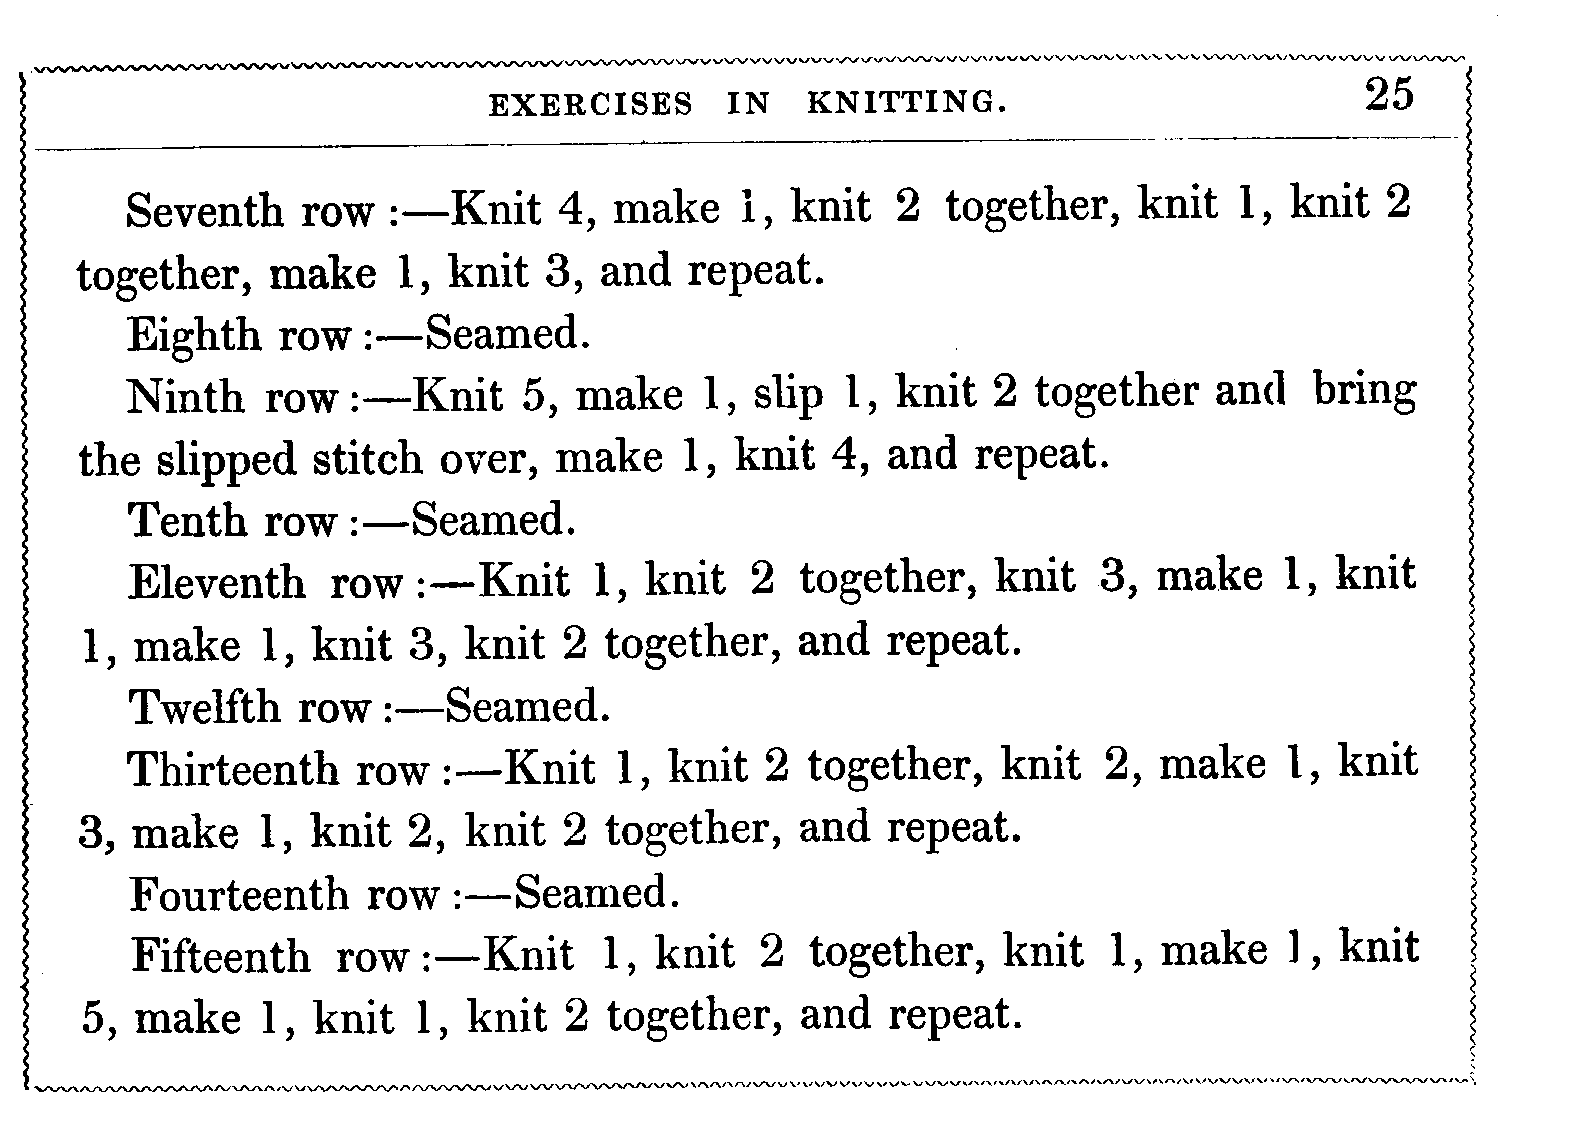 EXERCISES IN KNITTING. 25
Seventh row :—Knit 4, make 1, knit 2 together, knit 1, knit 2
together, make 1, knit 3, and repeat.
Eighth row :—Seamed.
Ninth row :—Knit 5, make 1, slip 1, knit 2 together and bring
the slipped stitch over, make 1, knit 4, and repeat.
Tenth row :—Seamed.
Eleventh row :—Knit 1, knit 2 together, knit 3, make 1, knit
1, make 1, knit 3, knit 2 together, and repeat.
Twelfth row :—Seamed.
Thirteenth row :—Knit 1, knit 2 together, knit 2, make 1, knit
3, make 1, knit 2, knit 2 together, and repeat.
Fourteenth row :—Seamed.
Fifteenth row :—Knit 1, knit 2 together, knit 1, make 1, knit
5, make 1, knit 1, knit 2 together, and repeat.